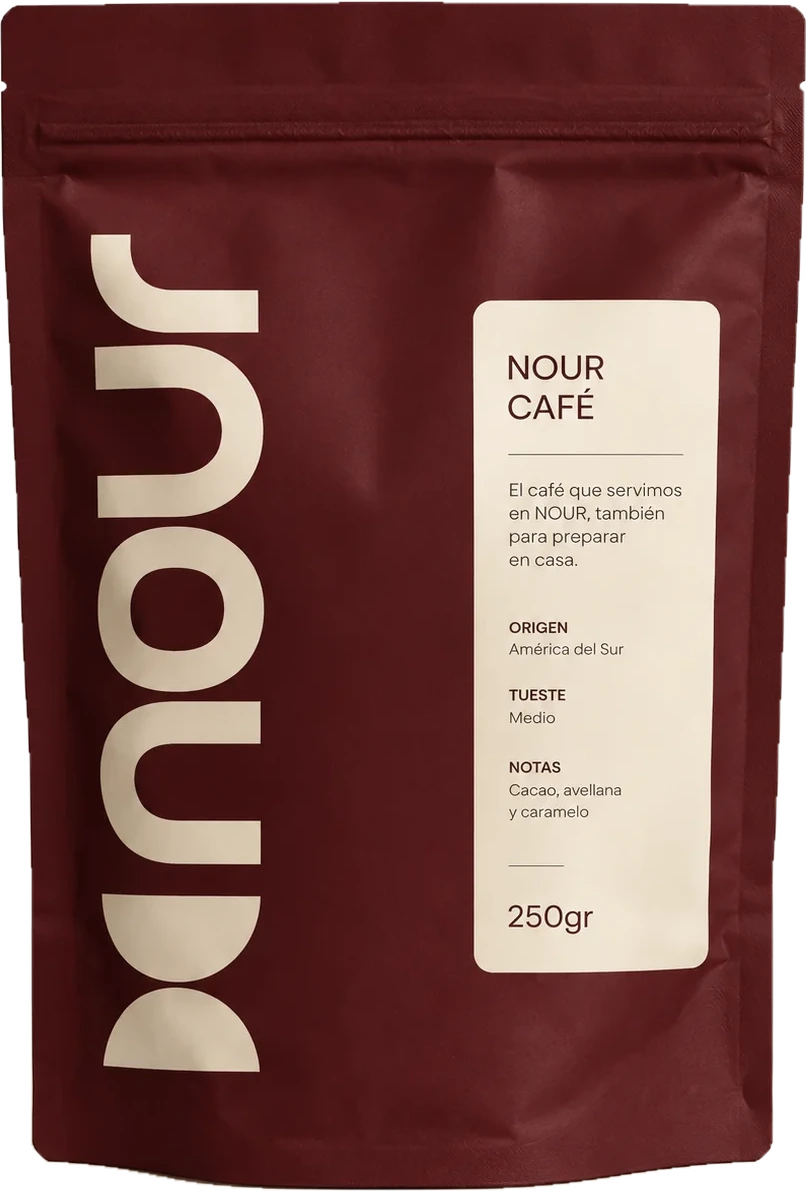 nour
NOUR
CAFÉ
El café que servimos
en NOUR, también
para preparar
en casa.
ORIGEN
América del Sur
TUESTE
Medio
NOTAS
Cacao, avellana
y caramelo
250gr